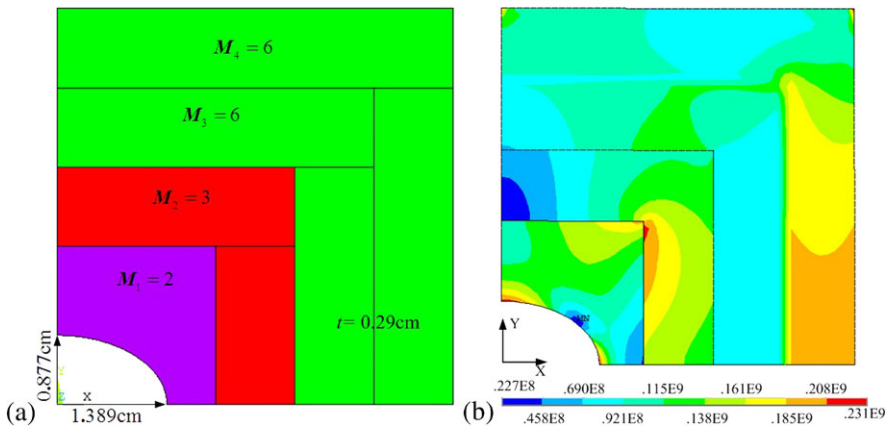 M₄ = 6
M₃ = 6
M₂ = 3
M₁ = 2
t = 0.29cm
0.877cm
X
1.389cm
(a)
MN
Y
X
(b)
.227E8 .690E8 .115E9 .161E9 .208E9
.458E8 .921E8 .138E9 .185E9 .231E9